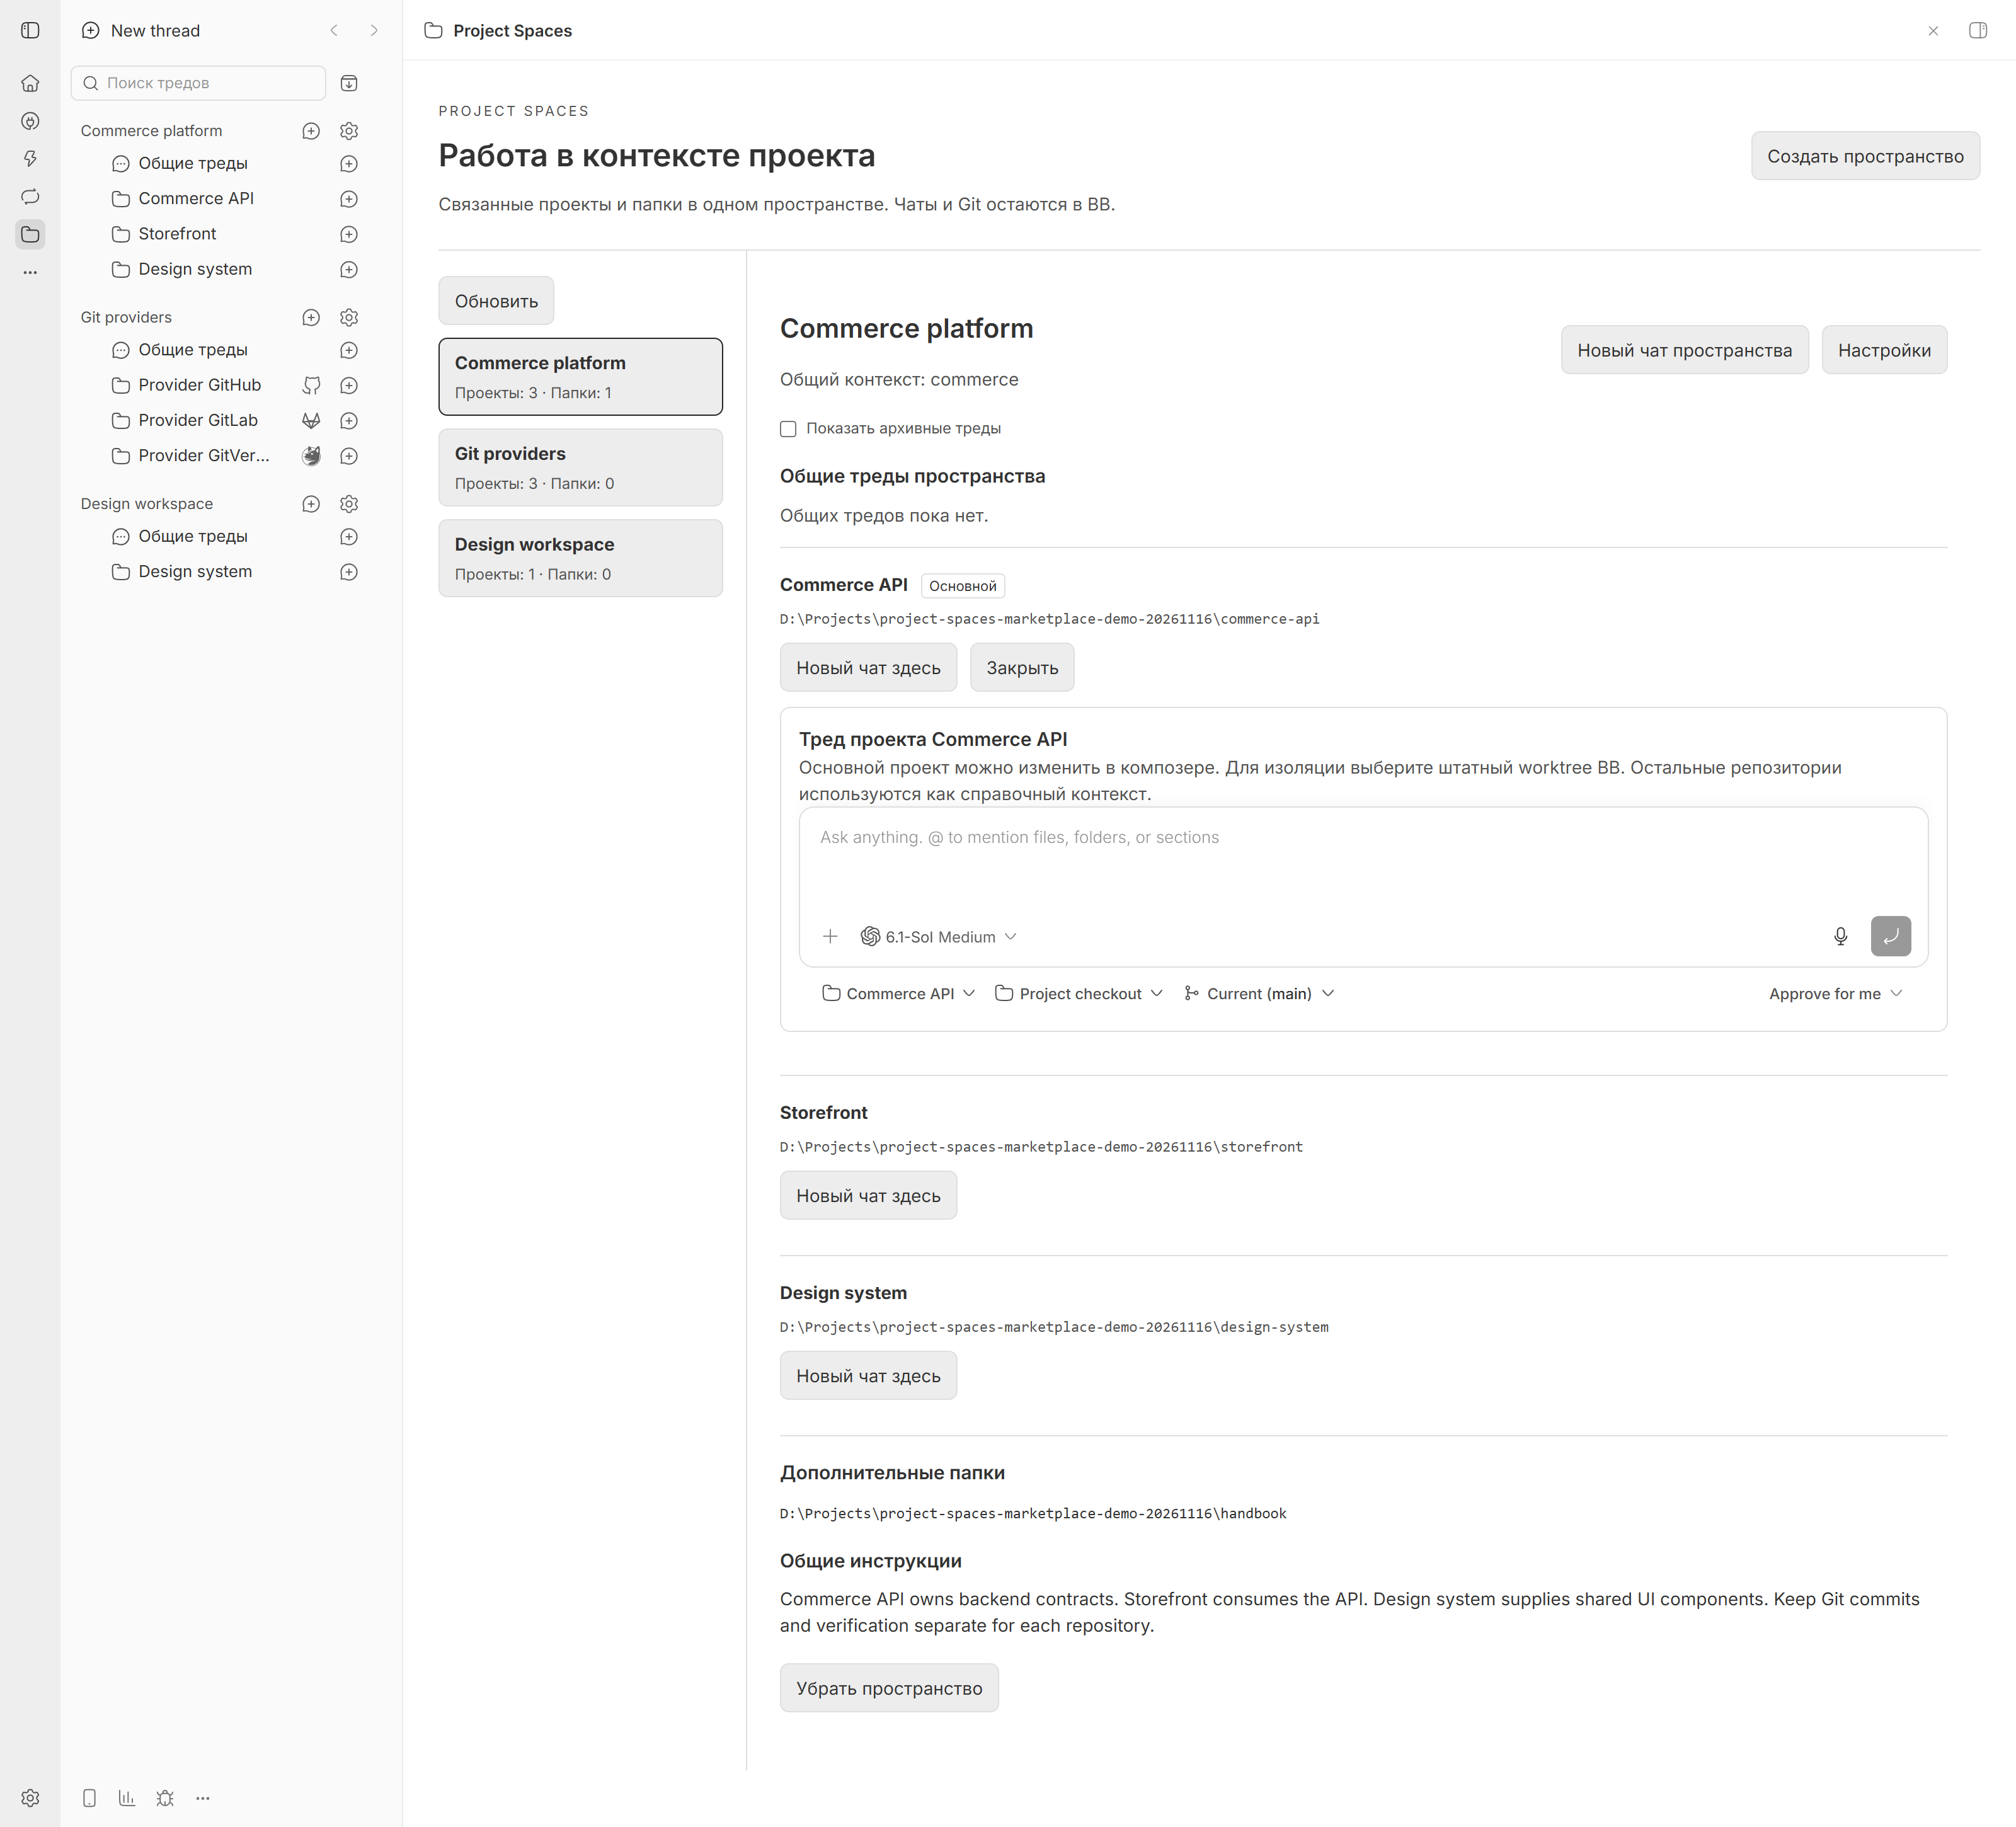 New thread
Поиск тредов
Commerce platform
Общие треды
Commerce API
Storefront
Design system
Git providers
Общие треды
Provider GitHub
Provider GitLab
Provider GitVer...
Design workspace
Общие треды
Design system
Project Spaces
PROJECT SPACES
Работа в контексте проекта
Создать пространство
Связанные проекты и папки в одном пространстве. Чаты и Git остаются в BB.
Обновить
Commerce platform
Проекты: 3 · Папки: 1
Git providers
Проекты: 3 · Папки: 0
Design workspace
Проекты: 1 · Папки: 0
Commerce platform
Новый чат пространства
Настройки
Общий контекст: commerce
Показать архивные треды
Общие треды пространства
Общих тредов пока нет.
Commerce API
Основной
D:\Projects\project-spaces-marketplace-demo-20261116\commerce-api
Новый чат здесь
Закрыть
Тред проекта Commerce API
Основной проект можно изменить в композере. Для изоляции выберите штатный worktree BB. Остальные репозитории
используются как справочный контекст.
Ask anything. @ to mention files, folders, or sections
6.1-Sol Medium
Commerce API
Project checkout
Current (main)
Approve for me
Storefront
D:\Projects\project-spaces-marketplace-demo-20261116\storefront
Новый чат здесь
Design system
D:\Projects\project-spaces-marketplace-demo-20261116\design-system
Новый чат здесь
Дополнительные папки
D:\Projects\project-spaces-marketplace-demo-20261116\handbook
Общие инструкции
Commerce API owns backend contracts. Storefront consumes the API. Design system supplies shared UI components. Keep Git commits
and verification separate for each repository.
Убрать пространство